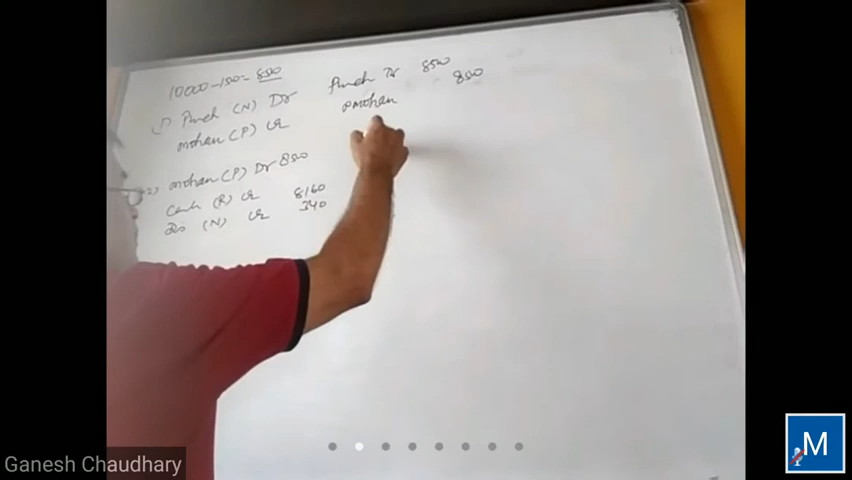 10000-150= 8500
1) Purch (N) Dr
mohan (P) Cr
2) mohan (P) Dr 8500
cash (R) Cr 8160
Dis (N) Cr 340
Purch Dr 8500
mohan 8500
Ganesh Chaudhary
M